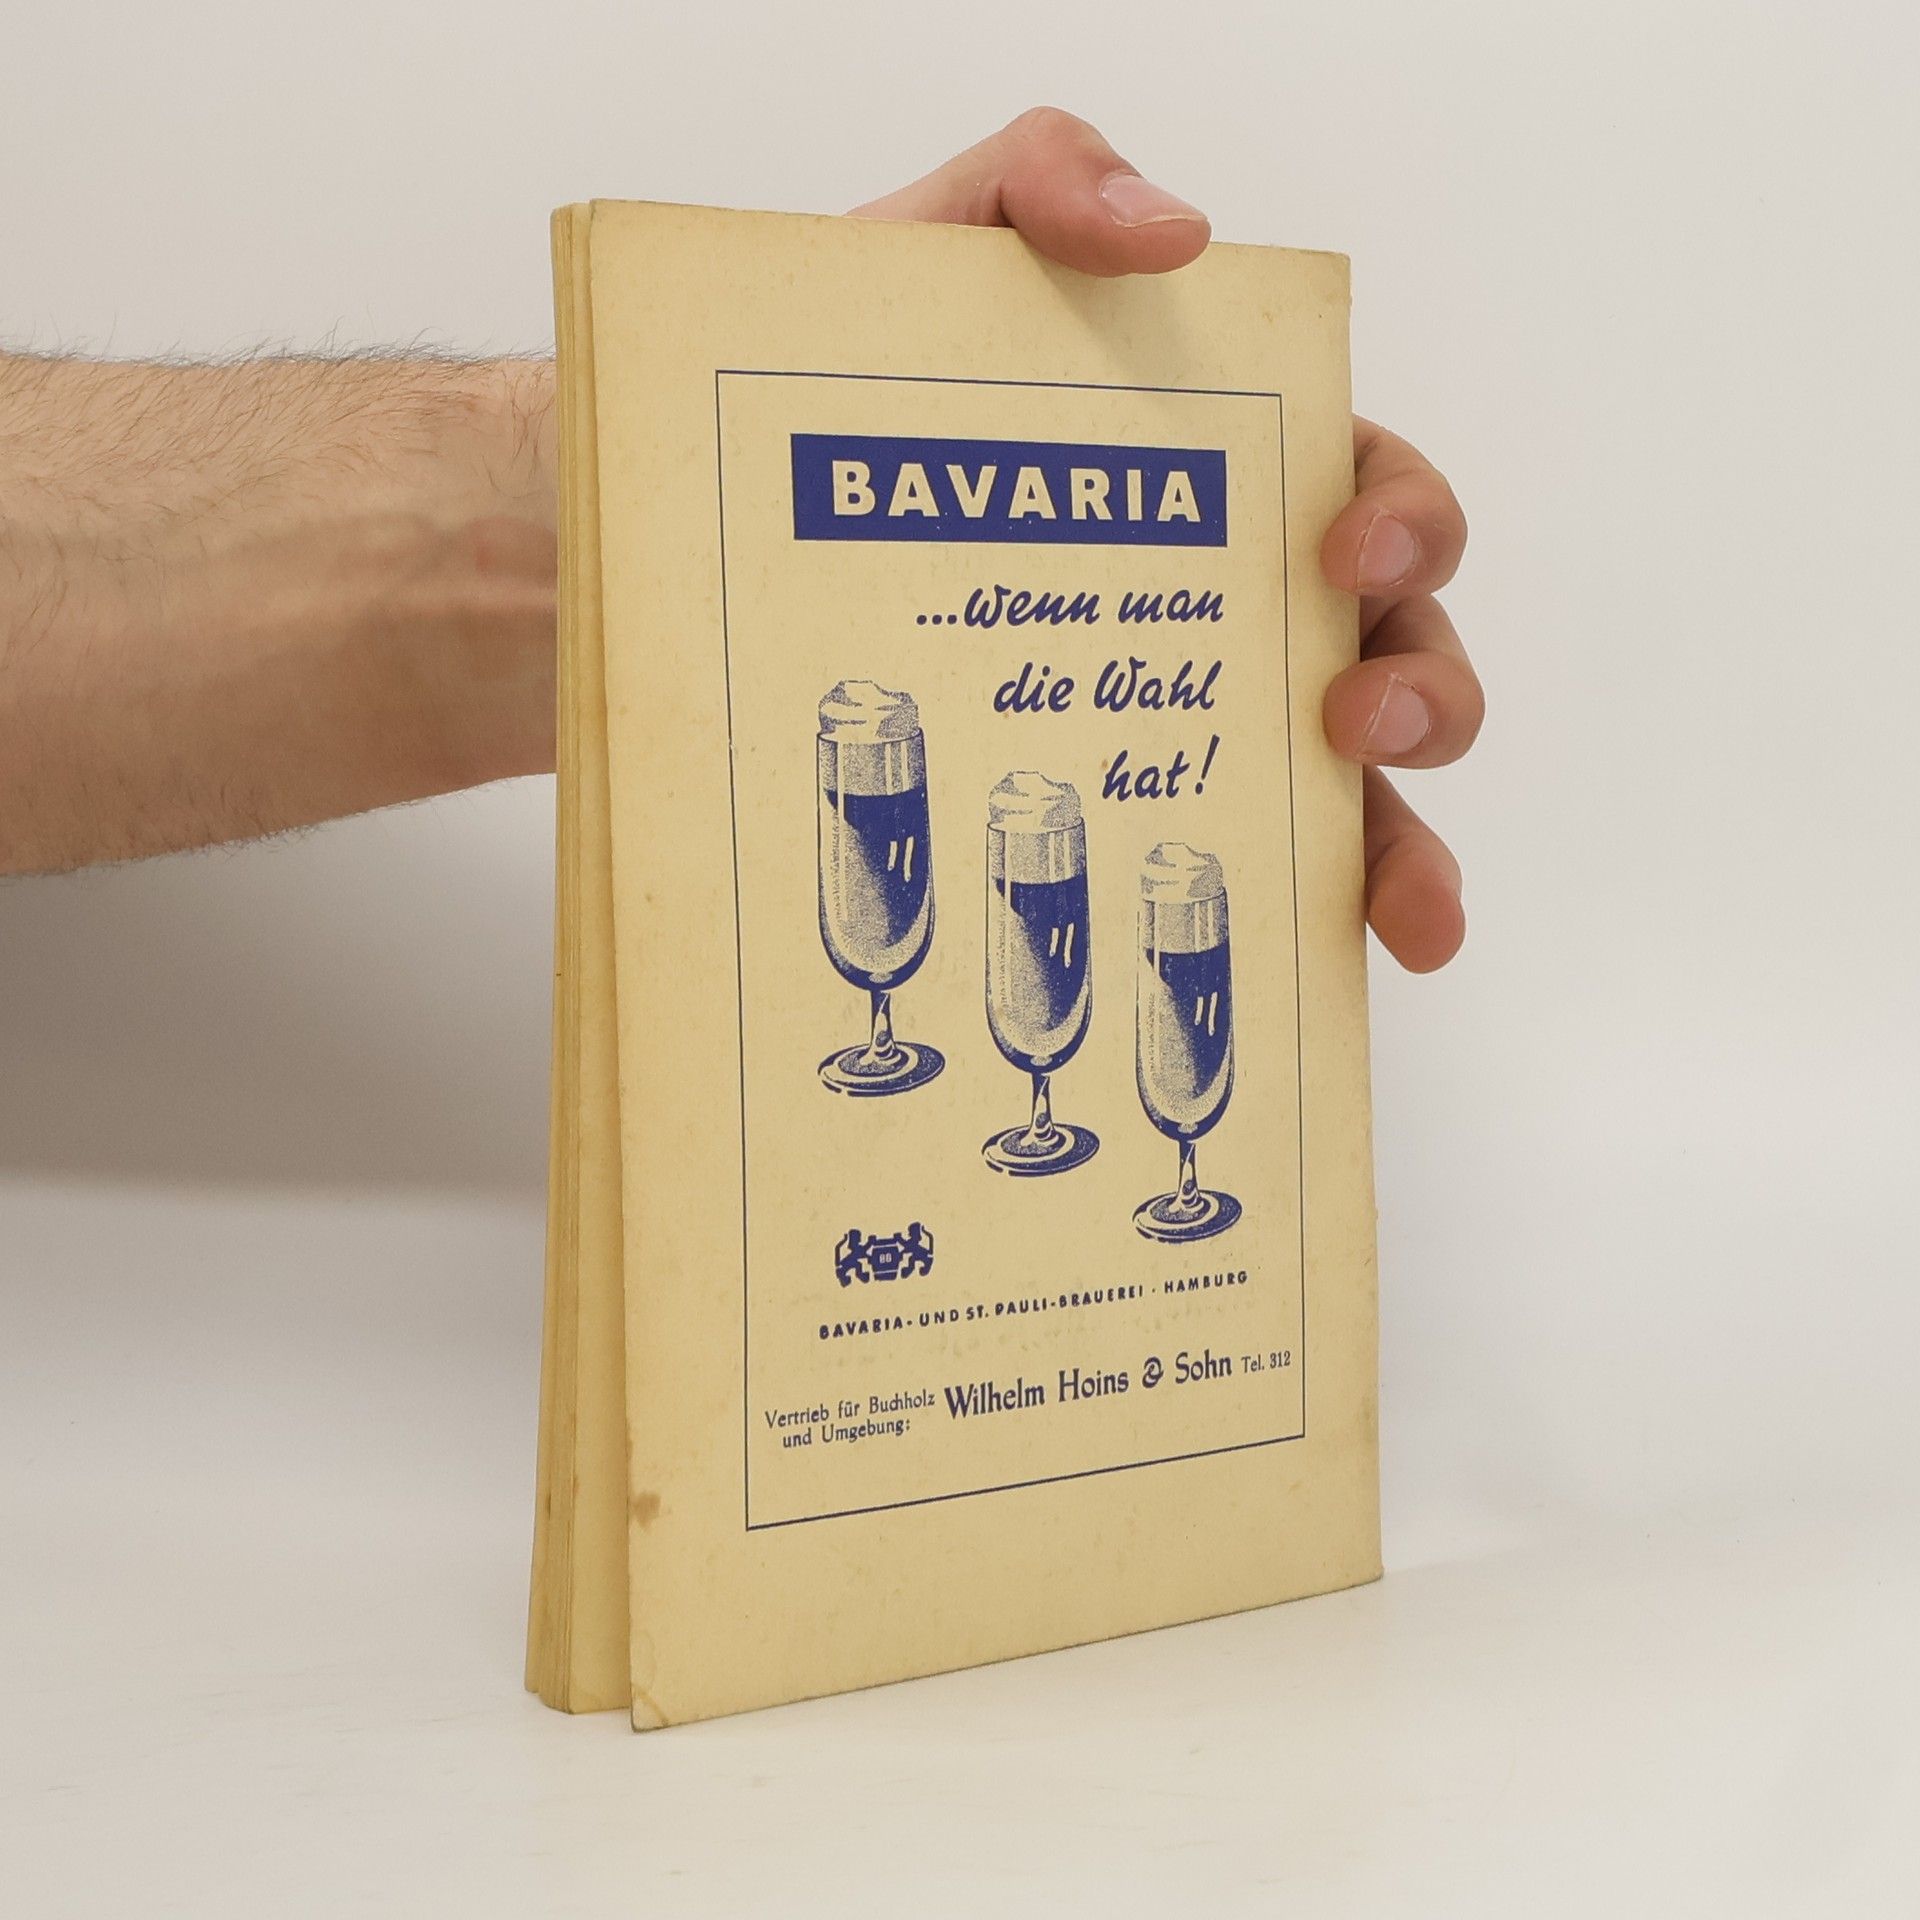 BAVARIA
...wenn man
die Wahl
hat!
BAVARIA- UND ST. PAULI-BRAUEREI · HAMBURG
Vertrieb für Buchholz
und Umgebung:
Wilhelm Hoins & Sohn Tel. 312